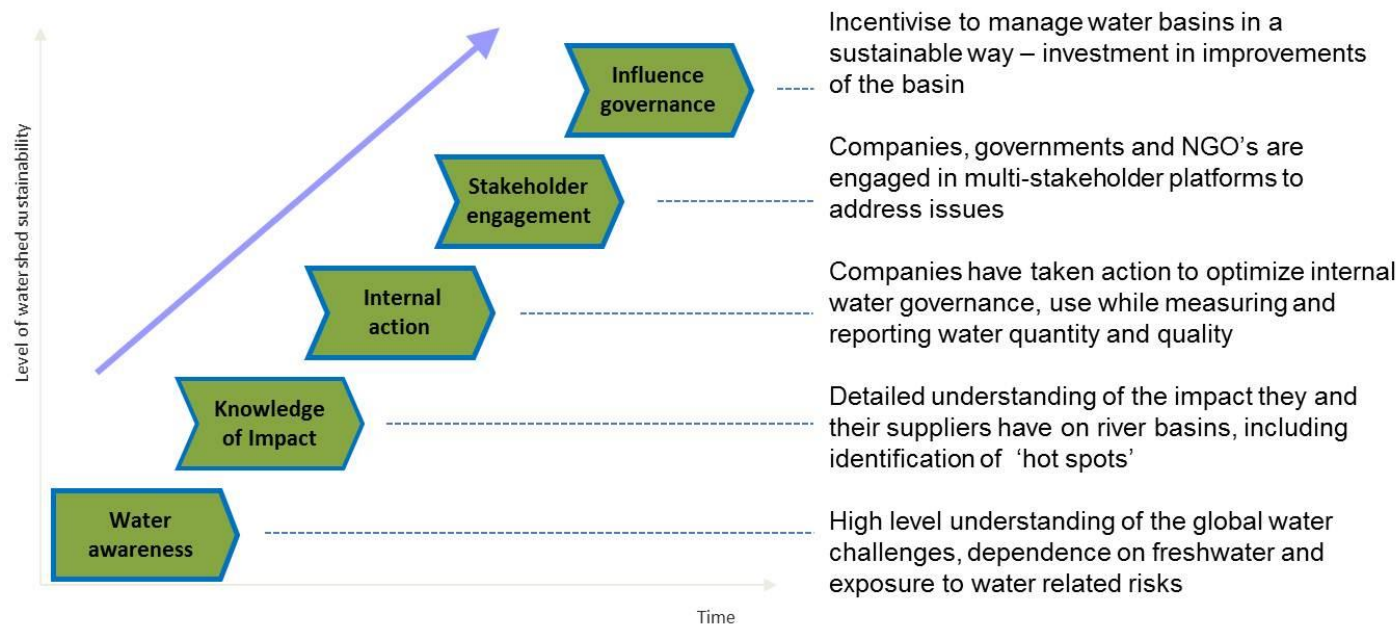 Level of water shed sustainability
Influence
governance
Incentivise to manage water basins in a
sustainable way – investment in improvements
of the basin
Stakeholder
engagement
Companies, governments and NGO’s are
engaged in multi-stakeholder platforms to
address issues
Internal
action
Companies have taken action to optimize internal
water governance, use while measuring and
reporting water quantity and quality
Knowledge
of Impact
Detailed understanding of the impact they and
their suppliers have on river basins, including
identification of ‘hot spots’
Water
awareness
High level understanding of the global water
challenges, dependence on freshwater and
exposure to water related risks
Time